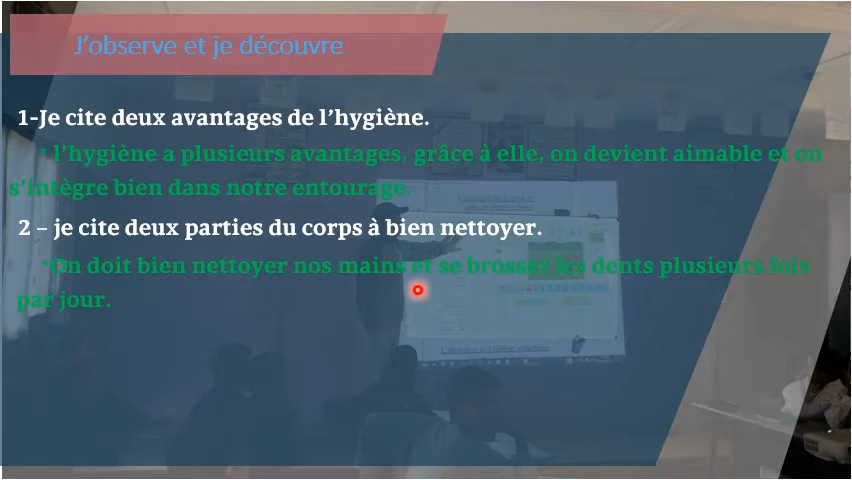 J'observe et je découvre
1-Je cite deux avantages de l'hygiène.
* l'hygiène a plusieurs avantages, grâce à elle, on devient aimable et on
s'intègre bien dans notre entourage.
2 – je cite deux parties du corps à bien nettoyer.
*On doit bien nettoyer nos mains et se brosser les dents plusieurs fois
par jour.